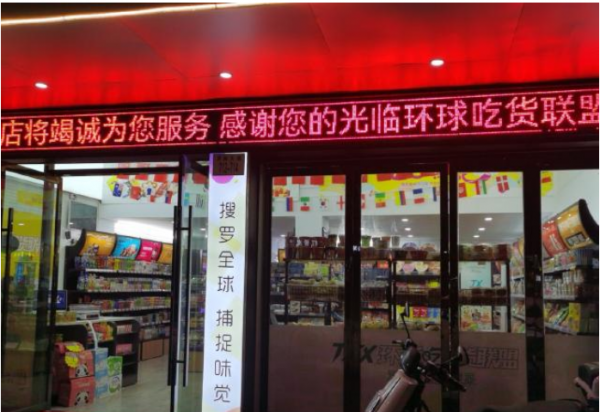 店将竭诚为您服务 感谢您的光临环球吃货联盟
搜罗全球 捕捉味觉